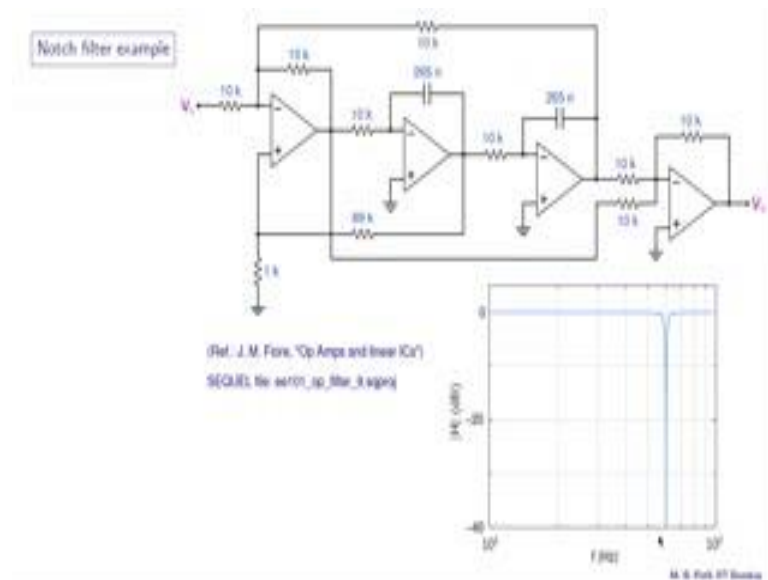 Notch filter example
10 k
10 k
265 n
10 k
10 k
265 n
10 k
10 k
10 k
10 k
10 k
89 k
1 k
(Ref.: J. M. Fiore, "Op Amps and linear ICs")
SEQUEL file:
0
-20
-40
f (Hz)